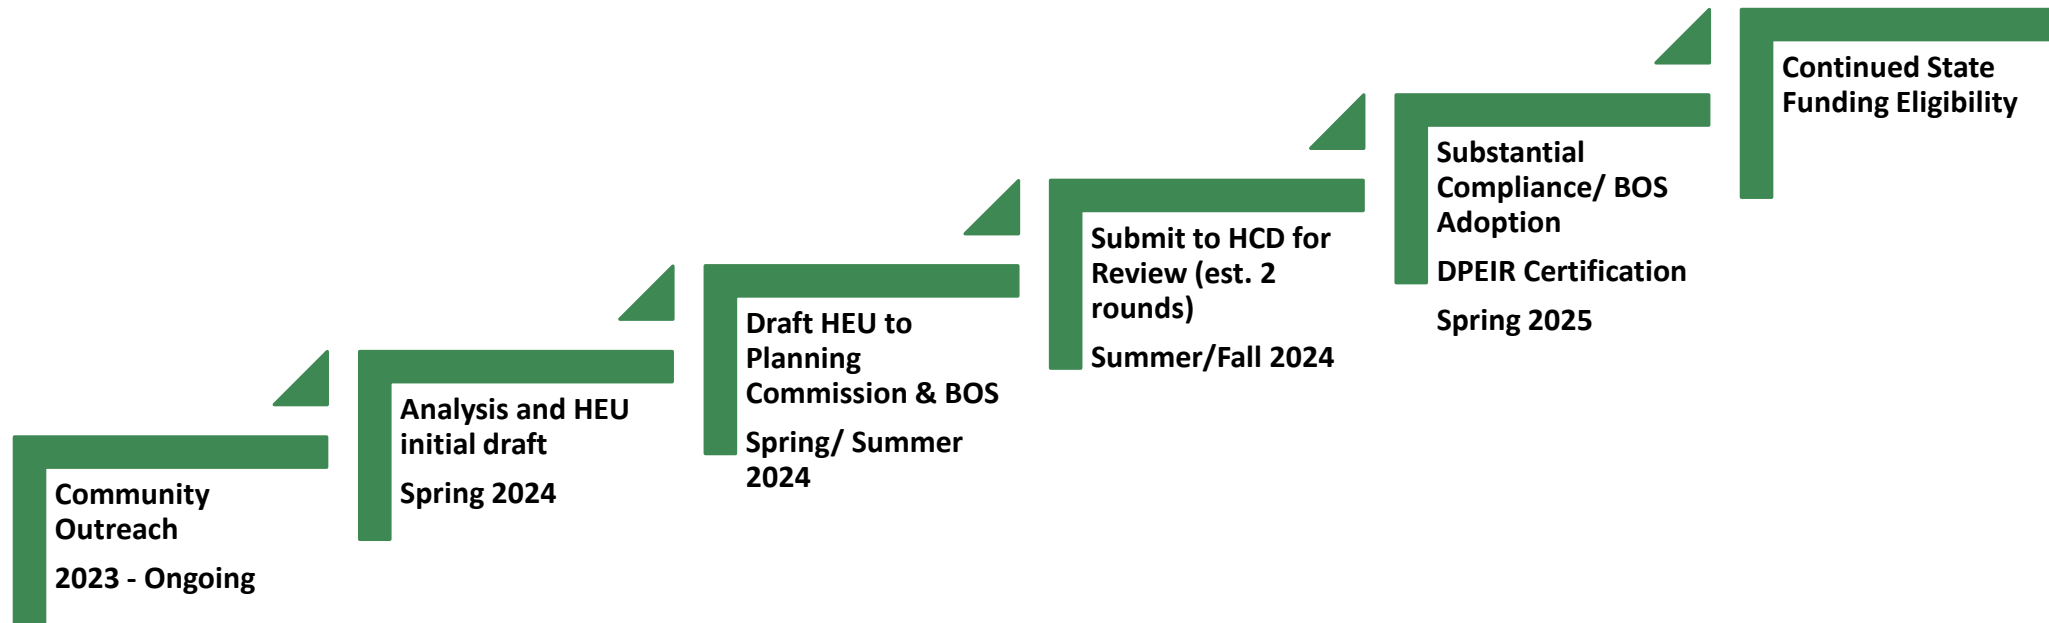 Community
Outreach
2023 - Ongoing
Analysis and HEU
initial draft
Spring 2024
Draft HEU to
Planning
Commission & BOS
Spring/ Summer
2024
Submit to HCD for
Review (est. 2
rounds)
Summer/Fall 2024
Substantial
Compliance/ BOS
Adoption
DPEIR Certification
Spring 2025
Continued State
Funding Eligibility